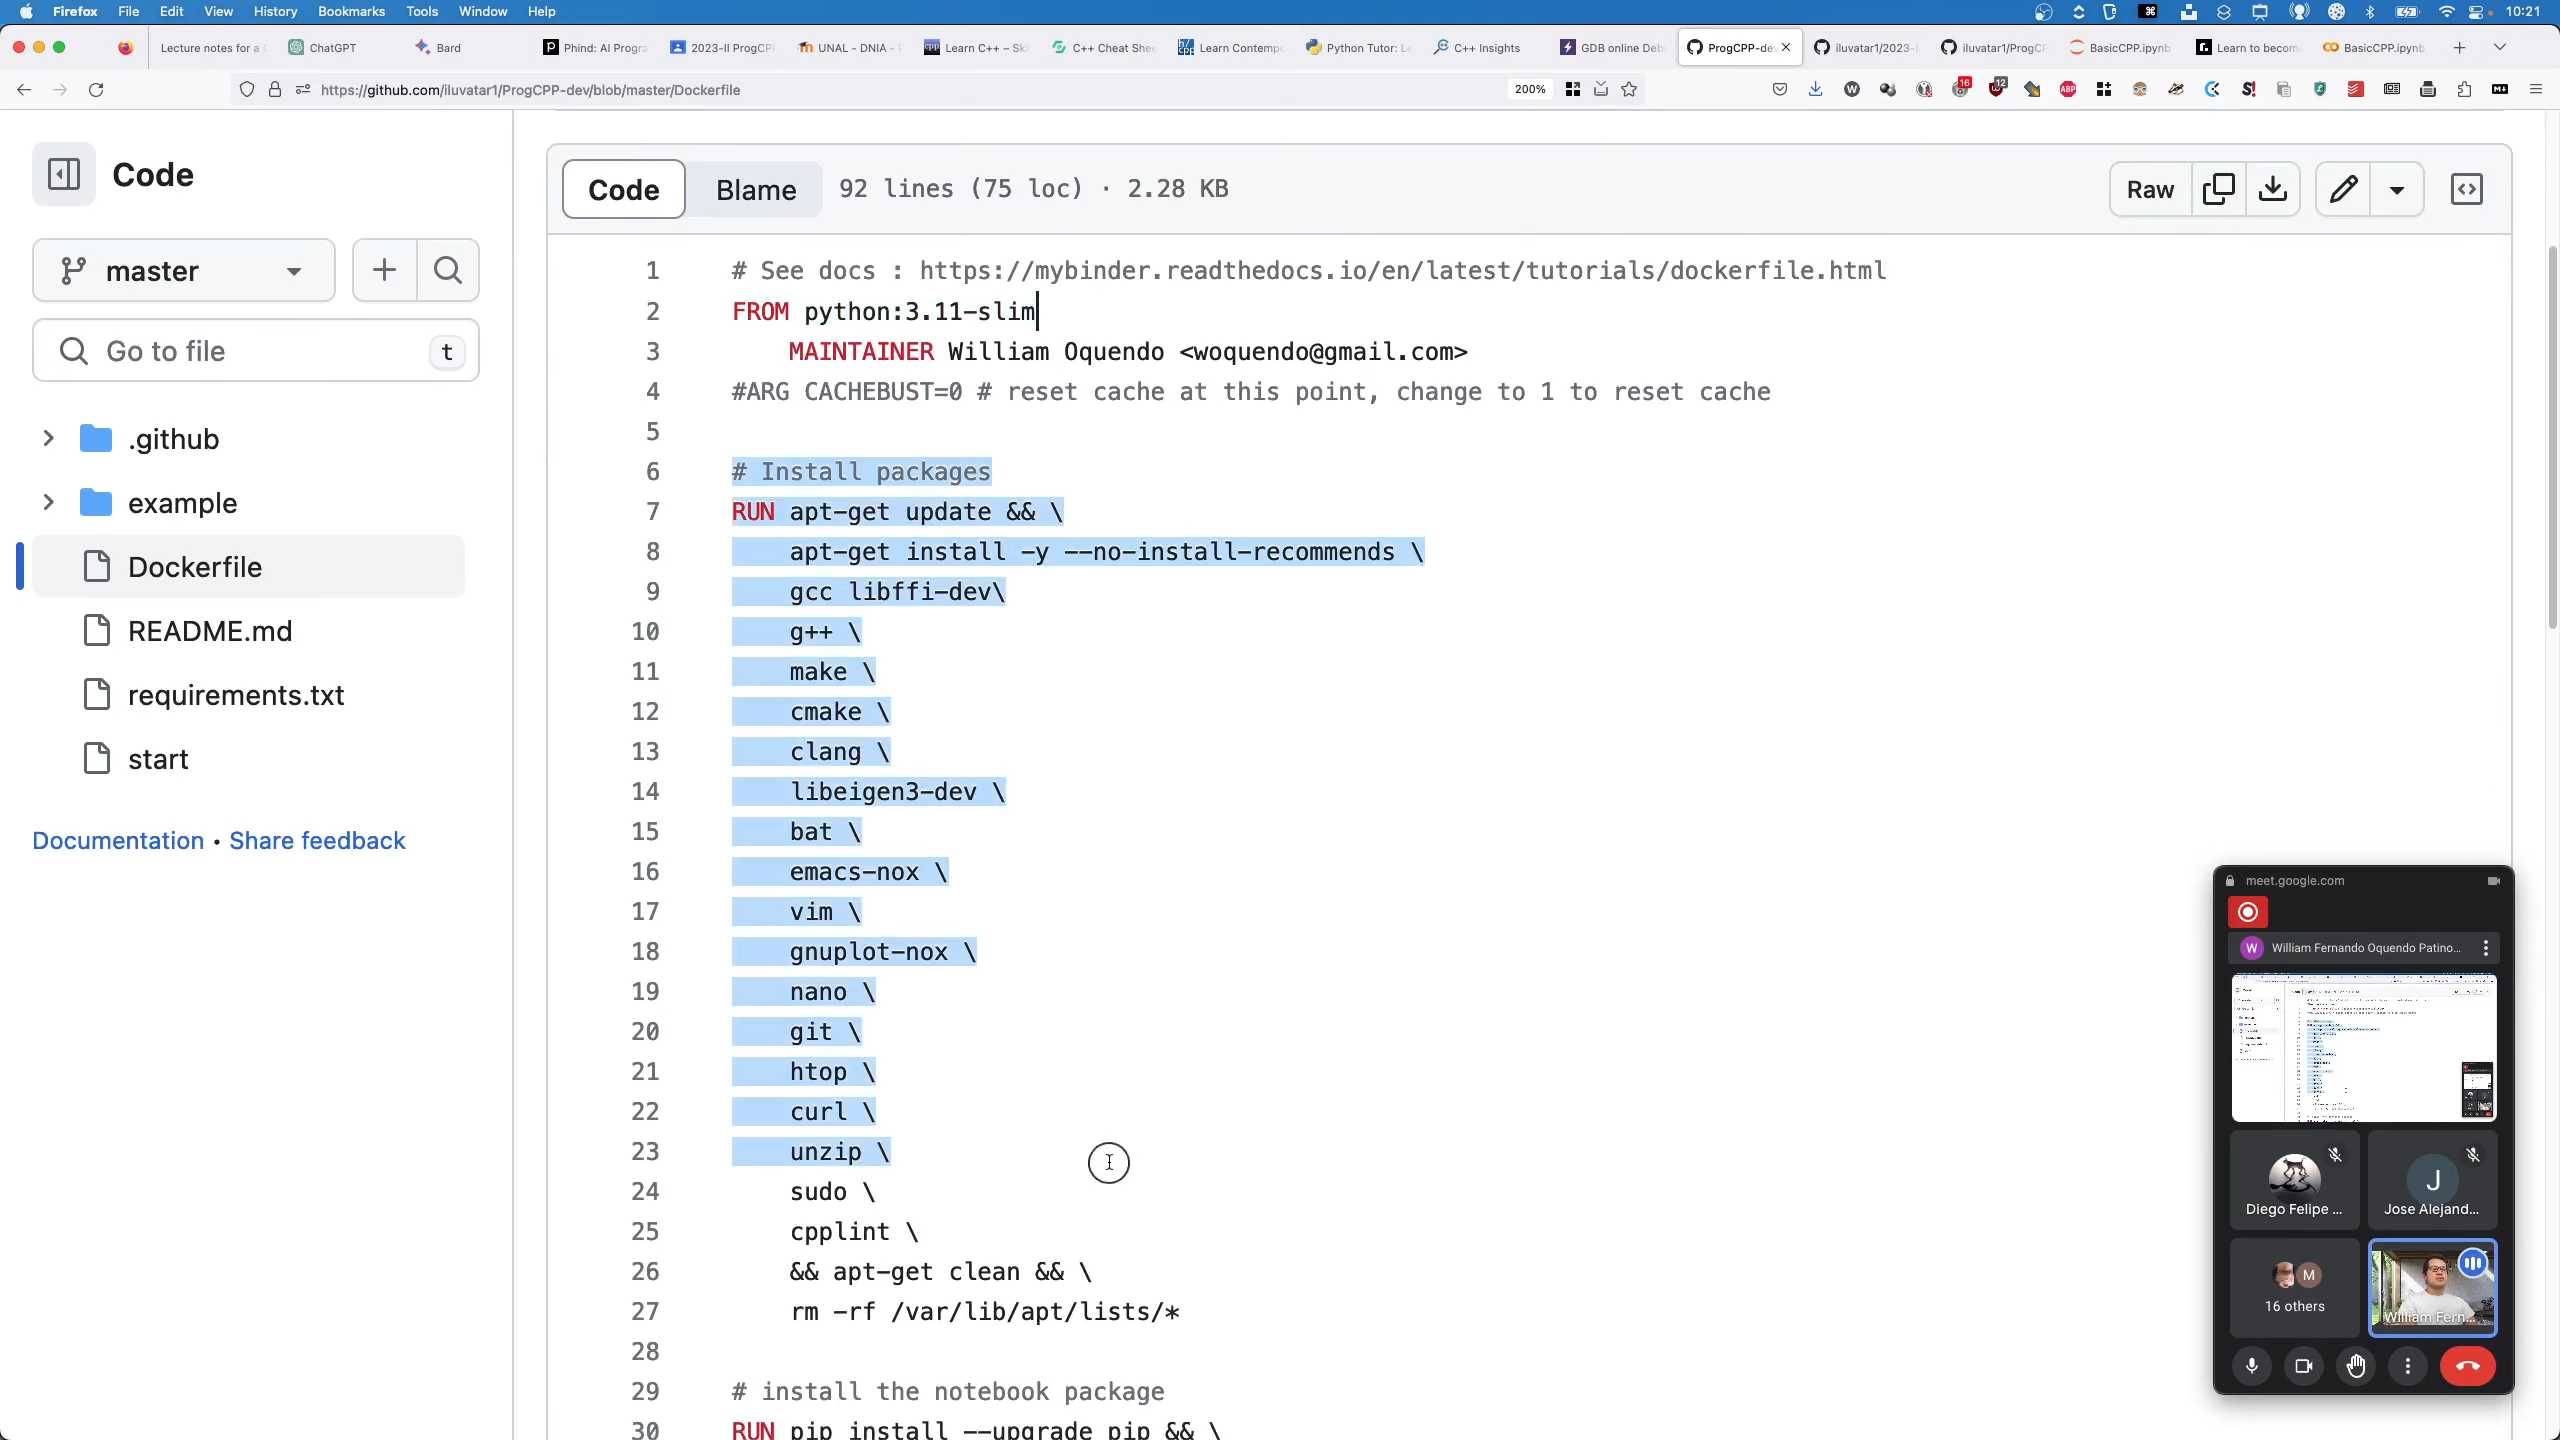 Firefox File Edit View History Bookmarks Tools Window Help 10:21
Lecture notes for a ChatGPT Bard Phind: AI Progra 2023-II ProgCP UNAL - DNIA - Learn C++ – Sk C++ Cheat She Learn Contemp Python Tutor: L C++ Insights GDB online Deb ProgCPP-dev iluvatar1/2023- iluvatar1/ProgC BasicCPP.ipynb Learn to becom BasicCPP.ipynb
https://github.com/iluvatar1/ProgCPP-dev/blob/master/Dockerfile 200% 16 12
Code
master
Go to file t
.github
example
Dockerfile
README.md
requirements.txt
start
Documentation • Share feedback
Code Blame 92 lines (75 loc) · 2.28 KB Raw
1 # See docs : https://mybinder.readthedocs.io/en/latest/tutorials/dockerfile.html
2 FROM python:3.11-slim
3 MAINTAINER William Oquendo <woquendo@gmail.com>
4 #ARG CACHEBUST=0 # reset cache at this point, change to 1 to reset cache
5
6 # Install packages
7 RUN apt-get update && \
8 apt-get install -y --no-install-recommends \
9 gcc libffi-dev\
10 g++ \
11 make \
12 cmake \
13 clang \
14 libeigen3-dev \
15 bat \
16 emacs-nox \
17 vim \
18 gnuplot-nox \
19 nano \
20 git \
21 htop \
22 curl \
23 unzip \
24 sudo \
25 cpplint \
26 && apt-get clean && \
27 rm -rf /var/lib/apt/lists/*
28
29 # install the notebook package
30 RUN pip install --upgrade pip && \
meet.google.com
W William Fernando Oquendo Patino...
Diego Felipe ...
J
Jose Alejand...
M
16 others
William Fern...